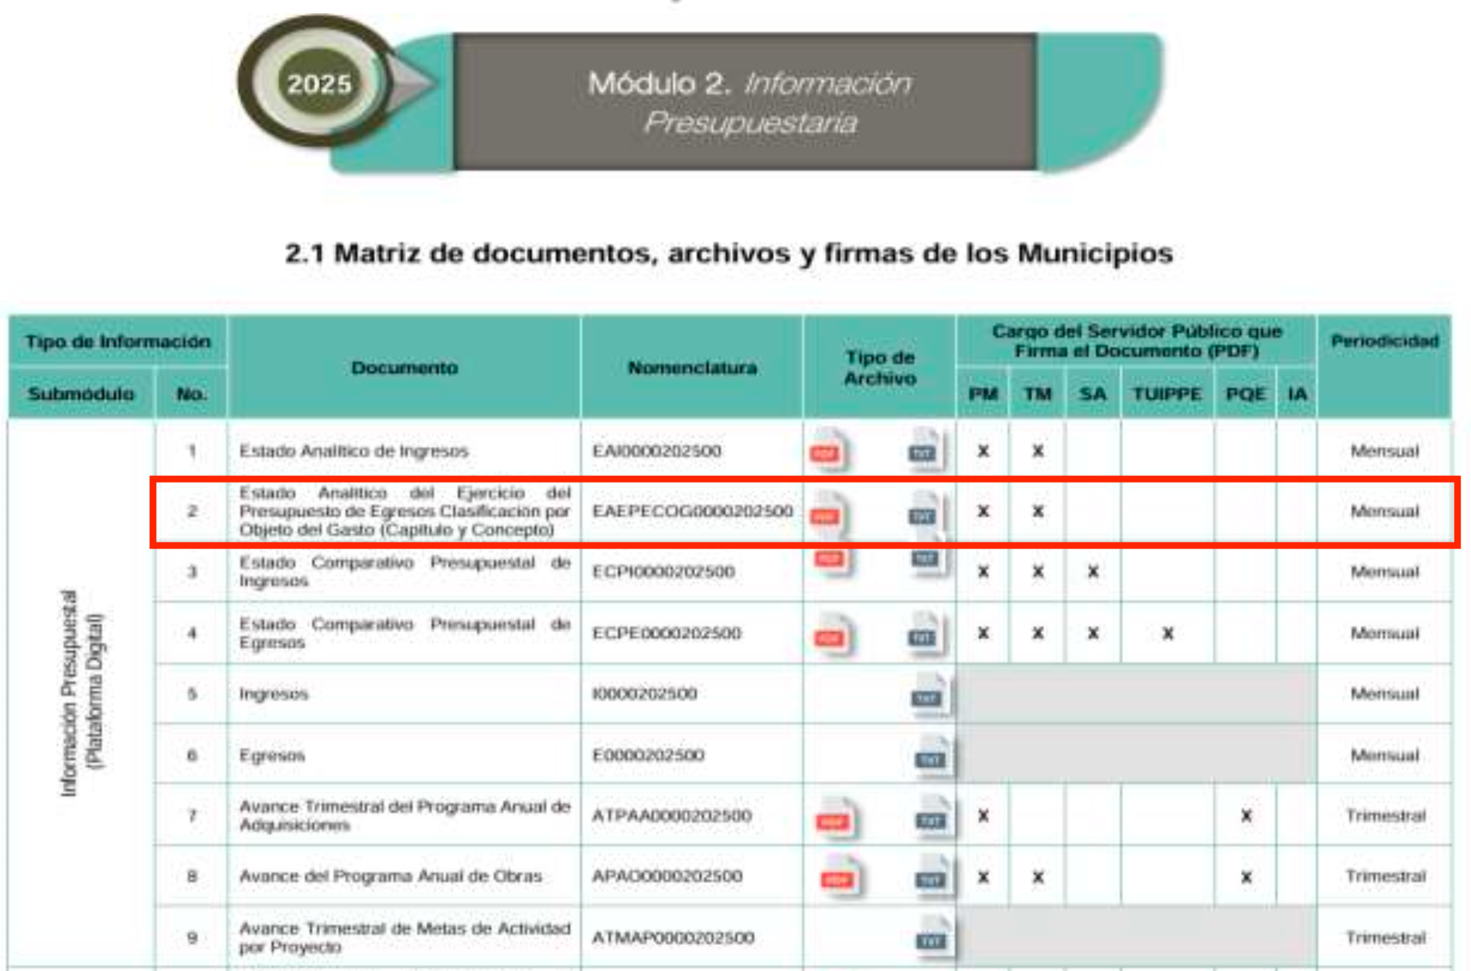 2025
Módulo 2. Información
Presupuestaria
2.1 Matriz de documentos, archivos y firmas de los Municipios
Tipo de Información
Documento
Nomenclatura
Tipo de
Archivo
Cargo del Servidor Público que
Firma el Documento (PDF)
Periodicidad
Submódulo No.
PM TM SA TUIPPE PQE IA
Información Presupuestal
(Plataforma Digital)
1 Estado Analítico de Ingresos EAI0000202500 PDF TXT X X Mensual
2 Estado Analítico del Ejercicio del
Presupuesto de Egresos Clasificación por
Objeto del Gasto (Capítulo y Concepto)
EAEPECOG0000202500 PDF TXT X X Mensual
3 Estado Comparativo Presupuestal de
Ingresos
ECPI0000202500 PDF TXT X X X Mensual
4 Estado Comparativo Presupuestal de
Egresos
ECPE0000202500 PDF TXT X X X X Mensual
5 Ingresos I0000202500 TXT Mensual
6 Egresos E0000202500 TXT Mensual
7 Avance Trimestral del Programa Anual de
Adquisiciones
ATPAA0000202500 PDF TXT X X Trimestral
8 Avance del Programa Anual de Obras APAO0000202500 PDF TXT X X X Trimestral
9 Avance Trimestral de Metas de Actividad
por Proyecto
ATMAP0000202500 TXT Trimestral